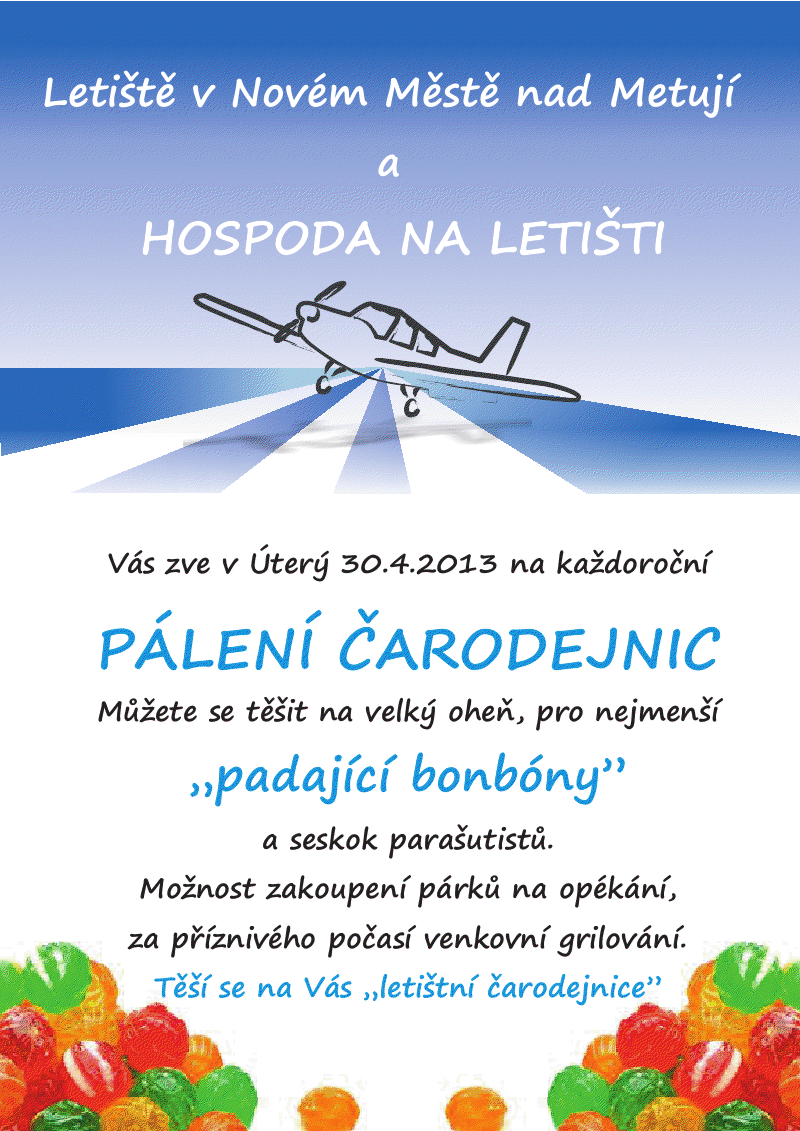 Letiště v Novém Městě nad Metují
a
HOSPODA NA LETIŠTI
Vás zve v Úterý 30.4.2013 na každoroční
PÁLENÍ ČARODEJNIC
Můžete se těšit na velký oheň, pro nejmenší
„padající bonbóny”
a seskok parašutistů.
Možnost zakoupení párků na opékání,
za příznivého počasí venkovní grilování.
Těší se na Vás „letištní čarodejnice”